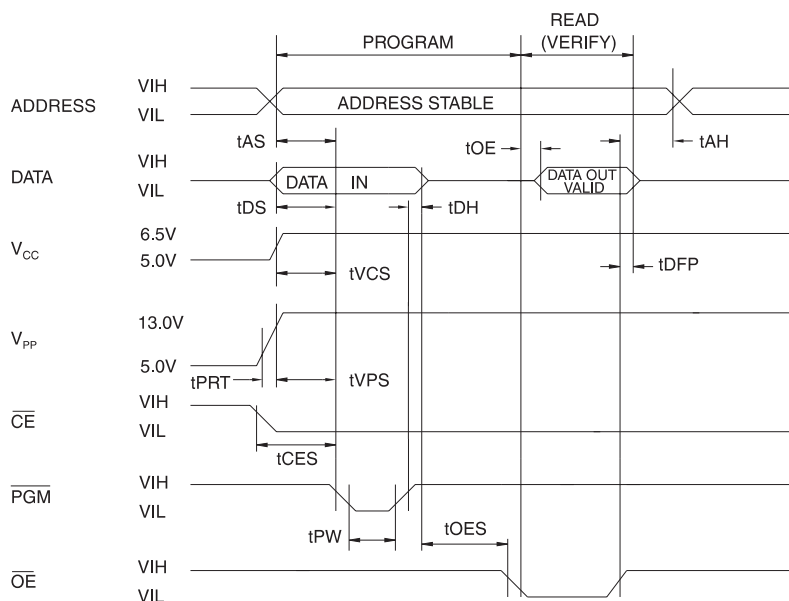 READ
PROGRAM (VERIFY)
VIH
ADDRESS ADDRESS STABLE
VIL
tAS tOE tAH
VIH
DATA DATA IN DATA OUT
VALID
VIL
tDS tDH
6.5V
VCC
5.0V tVCS tDFP
13.0V
VPP
5.0V
tPRT tVPS
VIH
CE
VIL
tCES
VIH
PGM
VIL
tPW tOES
VIH
OE
VIL